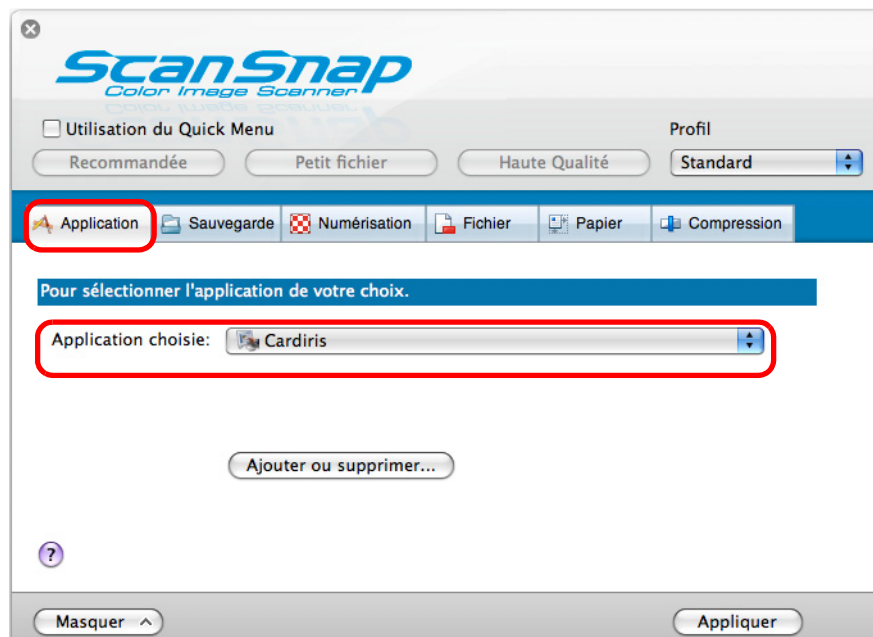 ScanSnap
Color Image Scanner
Utilisation du Quick Menu
Profil
Recommandée Petit fichier Haute Qualité Standard
Application Sauvegarde Numérisation Fichier Papier Compression
Pour sélectionner l'application de votre choix.
Application choisie: Cardiris
Ajouter ou supprimer...
?
Masquer Appliquer